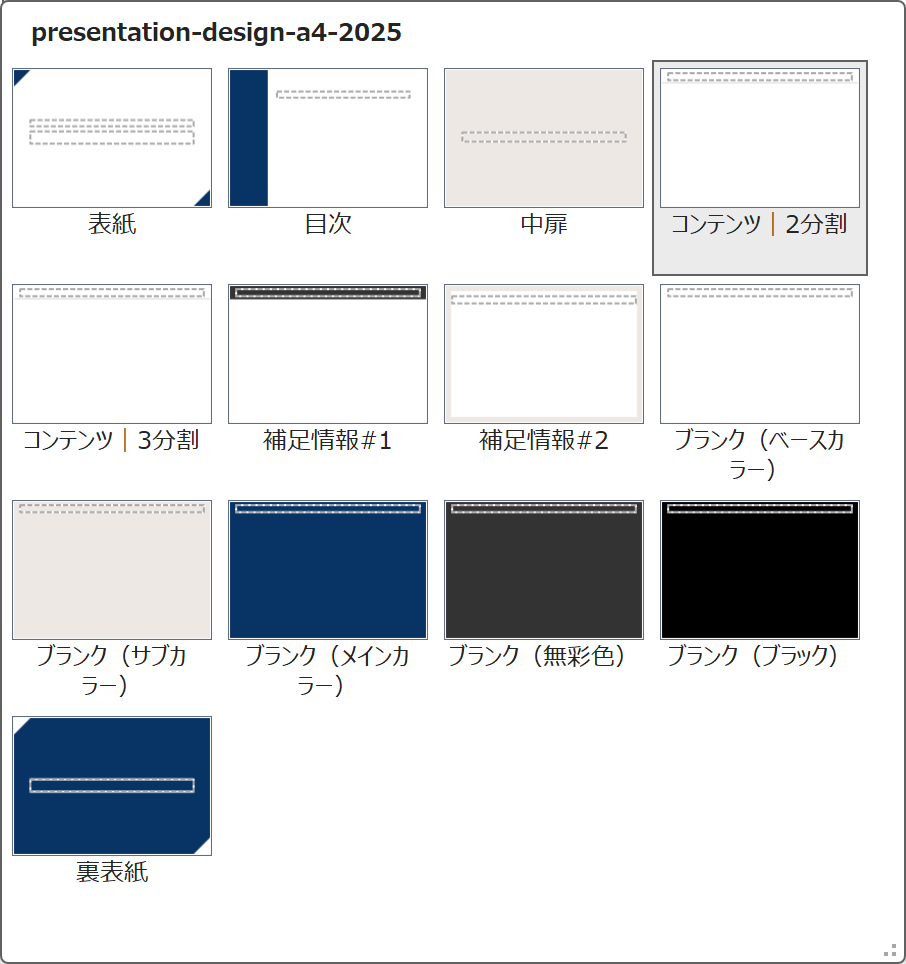 presentation-design-a4-2025
表紙
目次
中扉
コンテンツ｜2分割
コンテンツ｜3分割
補足情報#1
補足情報#2
ブランク（ベースカ
ラー）
ブランク（サブカ
ラー）
ブランク（メインカ
ラー）
ブランク（無彩色）
ブランク（ブラック）
裏表紙